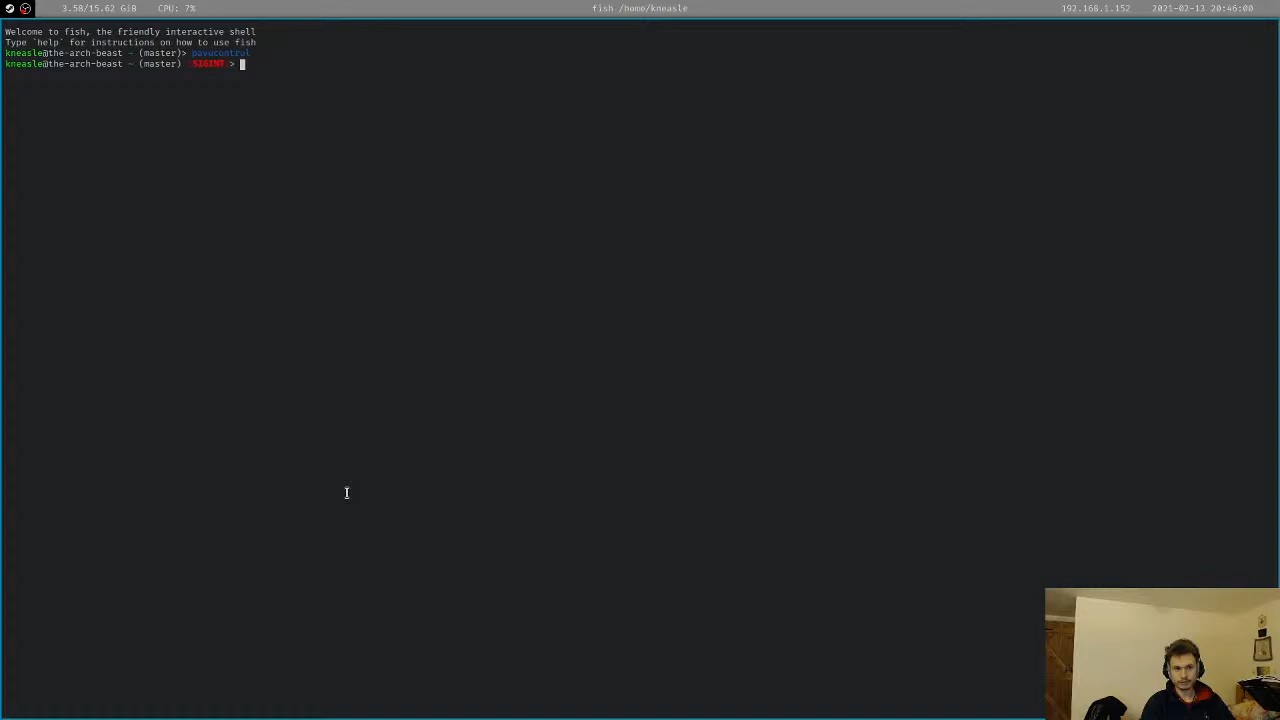 3.58/15.62 GiB CPU: 7% fish /home/kneasle 192.168.1.152 2021-02-13 20:46:00
Welcome to fish, the friendly interactive shell
Type `help` for instructions on how to use fish
kneasle@the-arch-beast ~ (master)> pavucontrol
kneasle@the-arch-beast ~ (master) SIGINT >